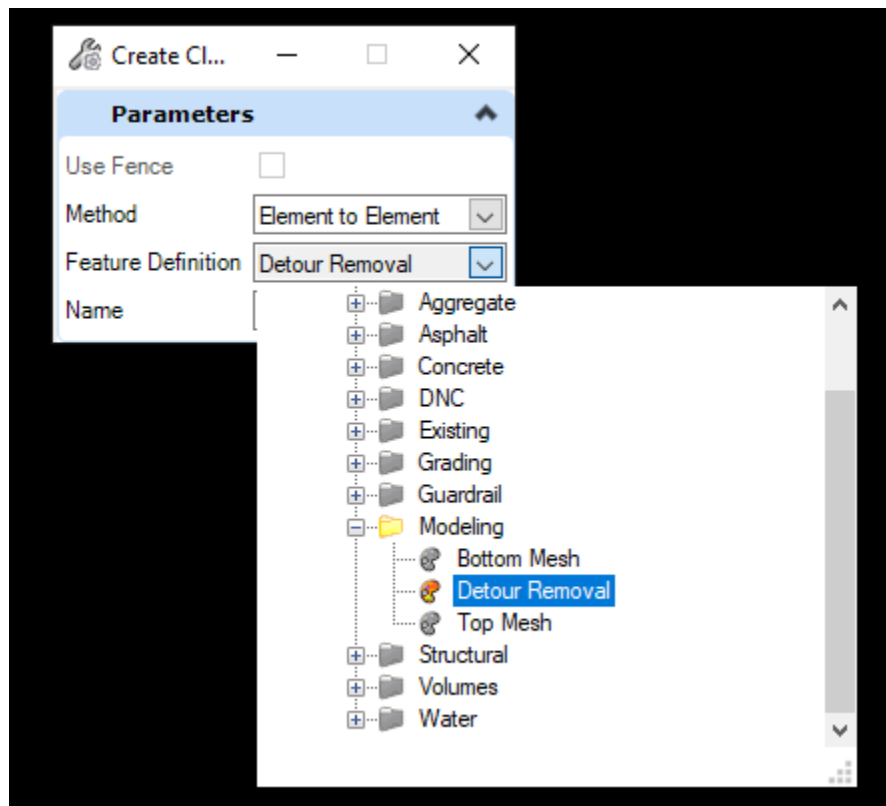 Create Cl...
Parameters
Use Fence
Method Element to Element
Feature Definition Detour Removal
Name
Aggregate
Asphalt
Concrete
DNC
Existing
Grading
Guardrail
Modeling
Bottom Mesh
Detour Removal
Top Mesh
Structural
Volumes
Water